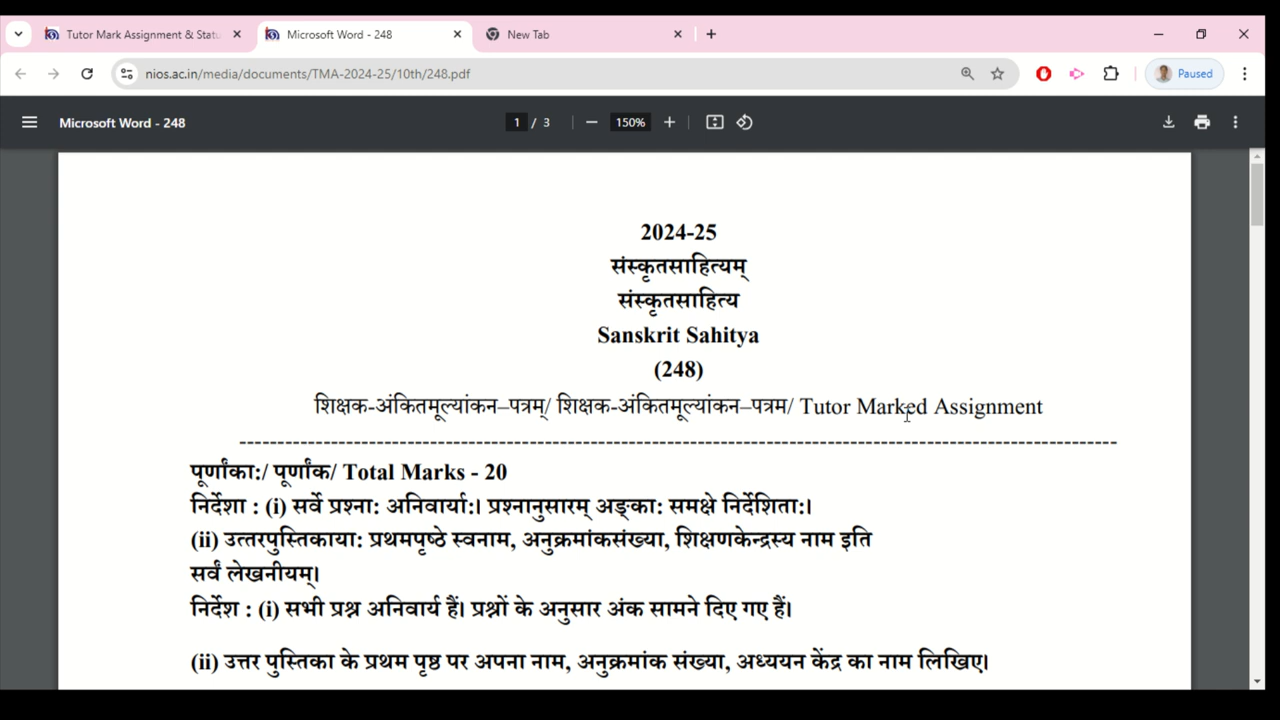 Tutor Mark Assignment & Statu
Microsoft Word - 248
New Tab
nios.ac.in/media/documents/TMA-2024-25/10th/248.pdf
Paused
Microsoft Word - 248
1 / 3
150%
2024-25
संस्कृतसाहित्यम्
संस्कृतसाहित्य
Sanskrit Sahitya
(248)
शिक्षक-अंकितमूल्यांकन–पत्रम्/ शिक्षक-अंकितमूल्यांकन–पत्रम/ Tutor Marked Assignment
पूर्णांका:/ पूर्णांक/ Total Marks - 20
निर्देशा : (i) सर्वे प्रश्ना: अनिवार्या:। प्रश्नानुसारम् अङ्का: समक्षे निर्देशिता:।
(ii) उत्तरपुस्तिकाया: प्रथमपृष्ठे स्वनाम, अनुक्रमांकसंख्या, शिक्षणकेन्द्रस्य नाम इति
सर्वं लेखनीयम्।
निर्देश : (i) सभी प्रश्न अनिवार्य हैं। प्रश्नों के अनुसार अंक सामने दिए गए हैं।
(ii) उत्तर पुस्तिका के प्रथम पृष्ठ पर अपना नाम, अनुक्रमांक संख्या, अध्ययन केंद्र का नाम लिखिए।